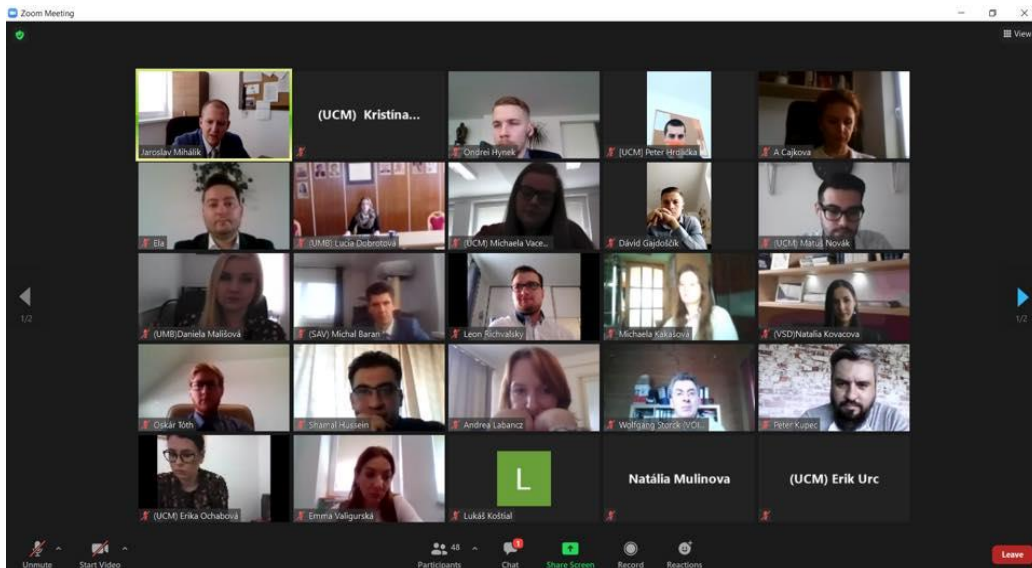 Zoom Meeting
View
Jaroslav Mihálik
(UCM) Kristína...
Ondrej Hynek
[UCM] Peter Hrdlička
A Cajkova
Ela
(UMB) Lucia Dobrotová
(UCM) Michaela Vace...
Dávid Gajdoščík
(UCM) Matúš Novák
(UMB)Daniela Mališová
(SAV) Michal Baran
Leon Richvalsky
Michaela Kakašová
(VSD)Natalia Kovacova
1/2
1/2
Oskár Tóth
Shamal Hussein
Andrea Labancz
Wolfgang Storck (VOI...
Peter Kupec
(UCM) Erika Ochabová
Emma Valigurská
L
Lukáš Koštial
Natália Mulinova
(UCM) Erik Urc
Unmute
Start Video
48
Participants
1
Chat
Share Screen
Record
Reactions
Leave